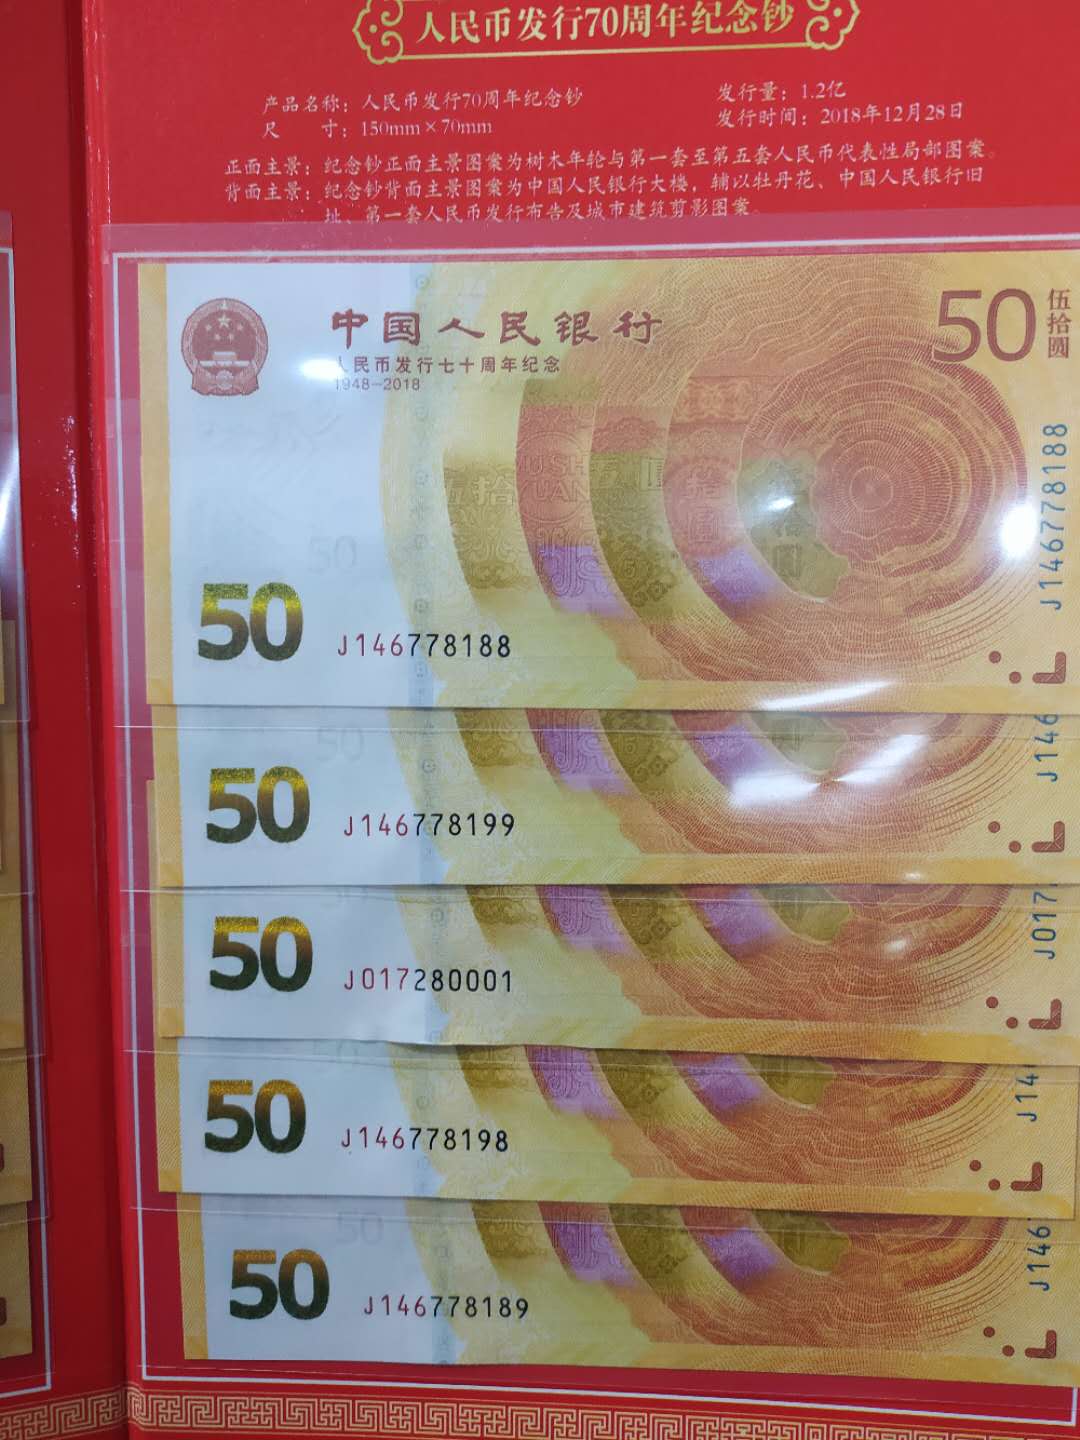 人民币发行70周年纪念钞
产品名称：人民币发行70周年纪念钞
发行量：1.2亿
尺 寸：150mm×70mm
发行时间：2018年12月28日
正面主景：纪念钞正面主景图案为树木年轮与第一套至第五套人民币代表性局部图案。
背面主景：纪念钞背面主景图案为中国人民银行大楼，辅以牡丹花、中国人民银行旧
址、第一套人民币发行布告及城市建筑剪影图案。
中国人民银行
人民币发行七十周年纪念
1948-2018
50
伍拾圆
J146778188
50
50
J146778188
50
J146
50
J146778199
50
J017
50
J017280001
50
J14
50
J146778198
50
J146
50
J146778189